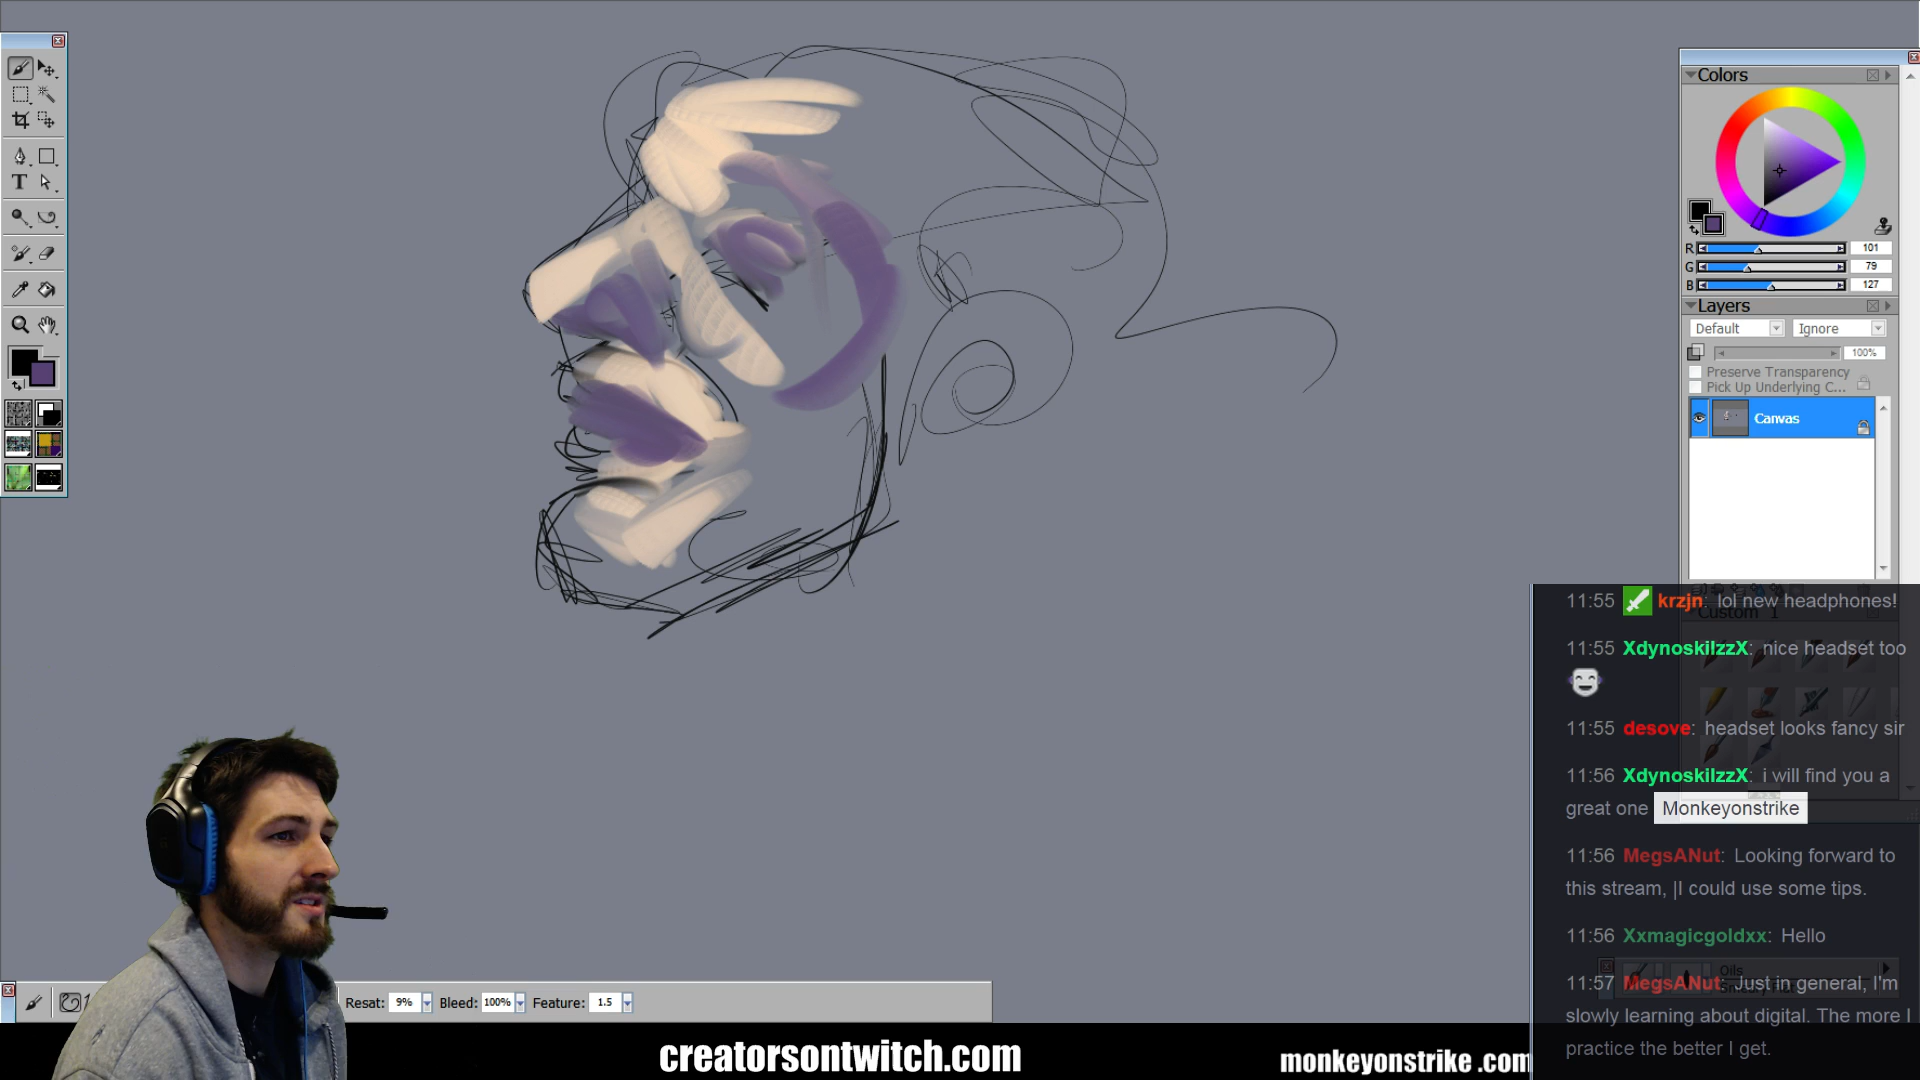 Colors
R 101
G 79
B 127
Layers
Default Ignore
100%
Preserve Transparency
Pick Up Underlying C...
Canvas
T
11:55 krzjn: lol new headphones!
Custom 1
11:55 XdynoskilzzX: nice headset too
11:55 desove: headset looks fancy sir
11:56 XdynoskilzzX: i will find you a
great one Monkeyonstrike
11:56 MegsANut: Looking forward to
this stream, |I could use some tips.
11:56 Xxmagicgoldxx: Hello
Oils
11:57 MegsANut: Just in general, I'm
slowly learning about digital. The more I
practice the better I get.
Resat: 9% Bleed: 100% Feature: 1.5
creatorsontwitch.com
monkeyonstrike .com